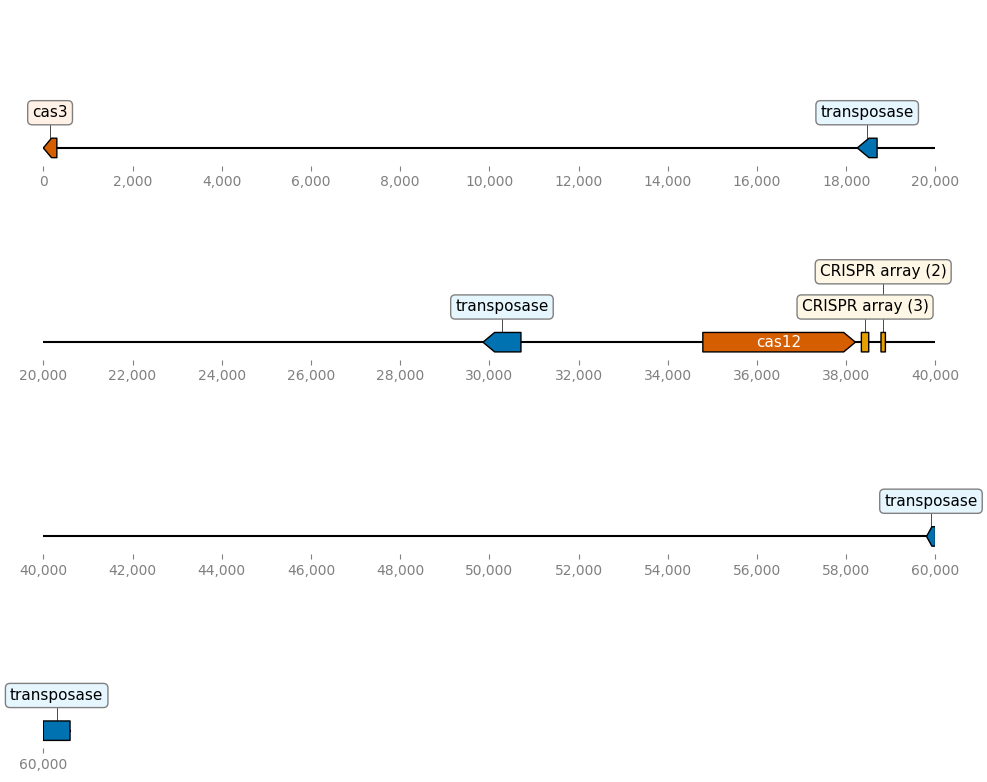 cas3 transposase
0 2,000 4,000 6,000 8,000 10,000 12,000 14,000 16,000 18,000 20,000
CRISPR array (2)
transposase CRISPR array (3)
cas12
20,000 22,000 24,000 26,000 28,000 30,000 32,000 34,000 36,000 38,000 40,000
transposase
40,000 42,000 44,000 46,000 48,000 50,000 52,000 54,000 56,000 58,000 60,000
transposase
60,000